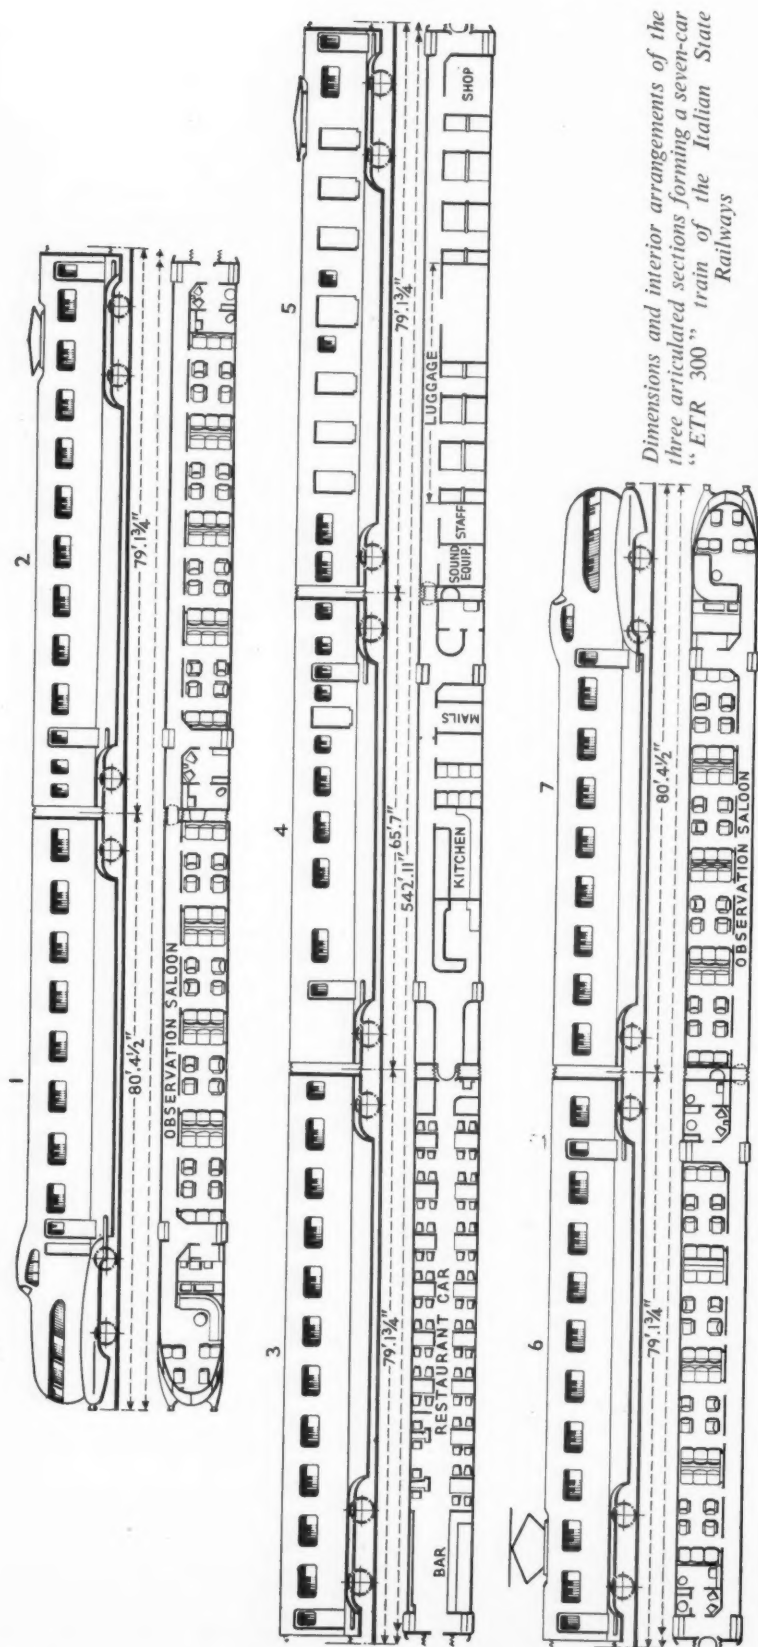 1
2
80'.4½"
79'.1¾"
OBSERVATION SALOON
3
4
5
79'.1¾"
65'.7"
79'.1¾"
542'.11"
BAR
RESTAURANT CAR
KITCHEN
MAILS
SOUND
EQUIP.
STAFF
LUGGAGE
SHOP
6
7
79'.1¾"
80'.4½"
OBSERVATION SALOON
Dimensions and interior arrangements of the
three articulated sections forming a seven-car
“ ETR 300 ” train of the Italian State
Railways